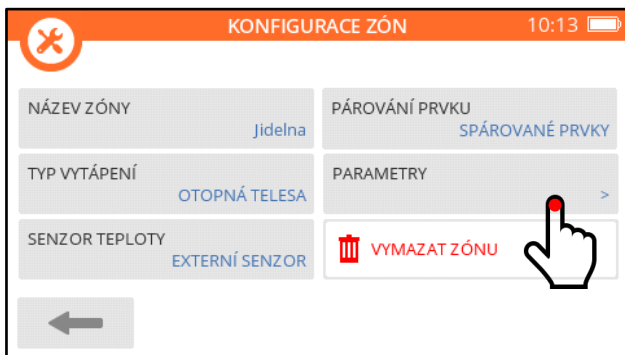 KONFIGURACE ZÓN
10:13
NÁZEV ZÓNY
Jidelna
PÁROVÁNÍ PRVKU
SPÁROVANÉ PRVKY
TYP VYTÁPENÍ
OTOPNÁ TELESA
PARAMETRY
>
SENZOR TEPLOTY
EXTERNÍ SENZOR
VYMAZAT ZÓNU